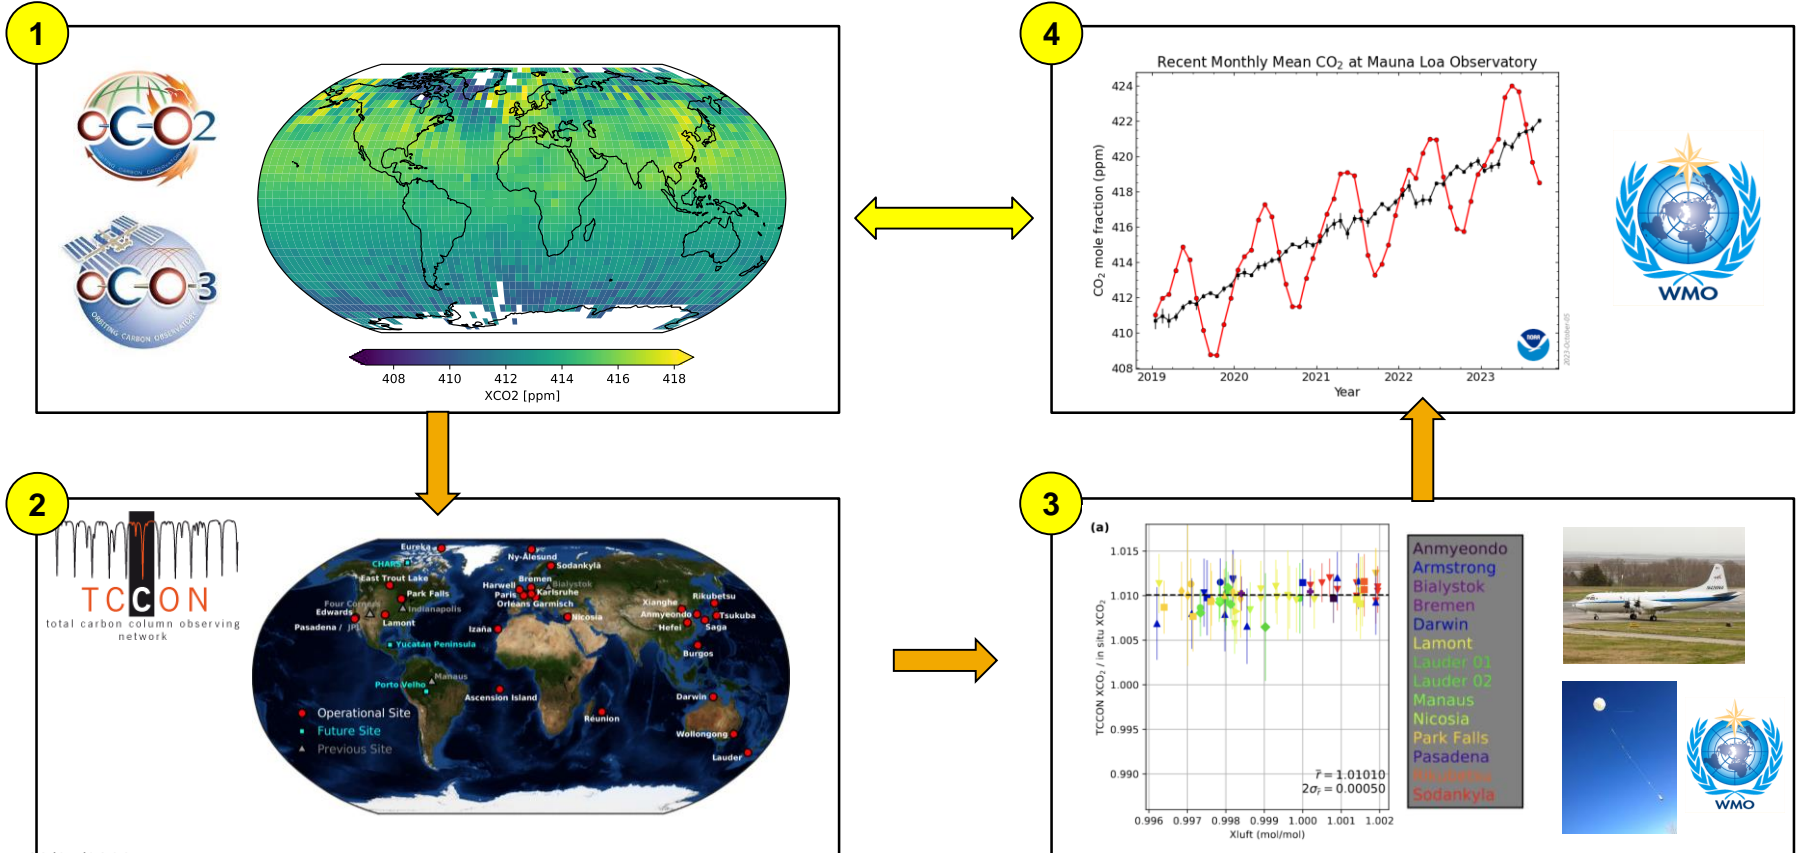 1
OCO2
OCO-3
ORBITING CARBON OBSERVATORY
408 410 412 414 416 418
XCO2 [ppm]
4
Recent Monthly Mean CO2 at Mauna Loa Observatory
CO2 mole fraction (ppm)
424
422
420
418
416
414
412
410
408
2019 2020 2021 2022 2023
Year
NOAA
2023-October-05
WMO
2
TCCON
total carbon column observing
network
Eureka
Ny-Ålesund
CHARS
Sodankylä
East Trout Lake
Bremen
Bialystok
Harwell
Karlsruhe
Paris
Park Falls
Orléans Garmisch
Rikubetsu
Four Corners
Indianapolis
Xianghe
Edwards
Anmyeondo
Tsukuba
Lamont
Nicosia
Pasadena / JPL
Izaña
Hefei
Saga
Yucatán Peninsula
Burgos
Manaus
Porto Velho
Ascension Island
Darwin
Operational Site
Réunion
Future Site
Wollongong
Previous Site
Lauder
3
(a)
TCCON XCO2 / in situ XCO2
1.015
1.010
1.005
1.000
0.995
0.990
r̄ = 1.01010
2σr̄ = 0.00050
0.996 0.997 0.998 0.999 1.000 1.001 1.002
Xluft (mol/mol)
Anmyeondo
Armstrong
Bialystok
Bremen
Darwin
Lamont
Lauder 01
Lauder 02
Manaus
Nicosia
Park Falls
Pasadena
Rikubetsu
Sodankyla
WMO